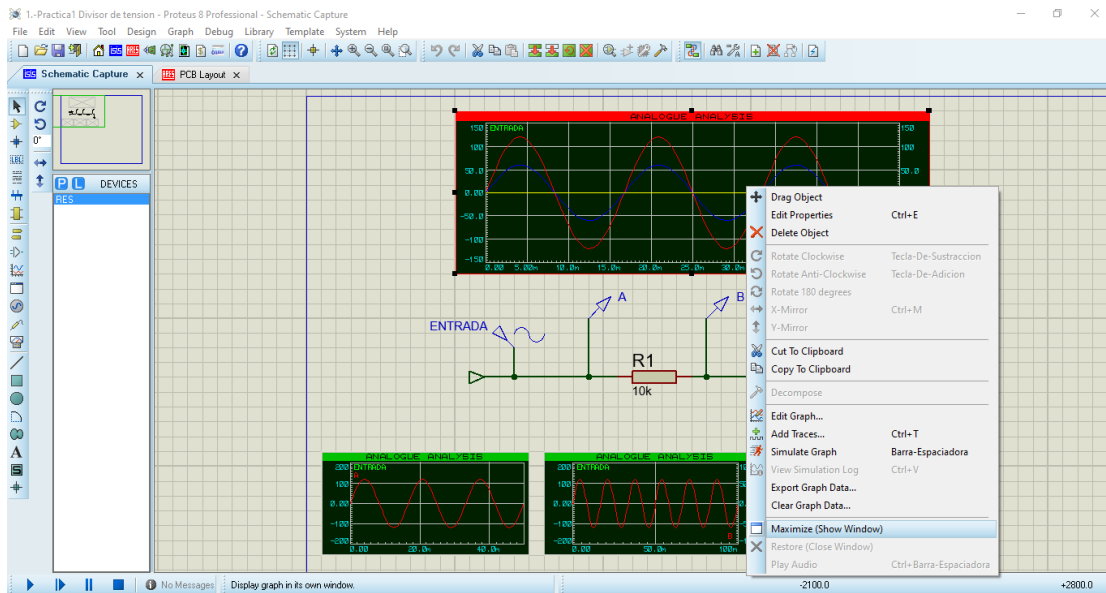 1.-Practica1 Divisor de tension - Proteus 8 Professional - Schematic Capture
File Edit View Tool Design Graph Debug Library Template System Help
Schematic Capture
PCB Layout
0°
P L DEVICES
RES
ANALOGUE ANALYSIS
ENTRADA
150
100
50.0
0.00
-50.0
-100
-150
150
100
50.0
0.00 5.00m 10.0m 15.0m 20.0m 25.0m 30.0m
ENTRADA
A
B
R1
10k
ANALOGUE ANALYSIS
ENTRADA
A
200
100
0.00
-100
-200
0.00 20.0m 40.0m
ANALOGUE ANALYSIS
ENTRADA
200
100
0.00
-100
-200
B
0.00 50.0m 100m
Drag Object
Edit Properties Ctrl+E
Delete Object
Rotate Clockwise Tecla-De-Sustraccion
Rotate Anti-Clockwise Tecla-De-Adicion
Rotate 180 degrees
X-Mirror Ctrl+M
Y-Mirror
Cut To Clipboard
Copy To Clipboard
Decompose
Edit Graph...
Add Traces... Ctrl+T
Simulate Graph Barra-Espaciadora
View Simulation Log Ctrl+V
Export Graph Data...
Clear Graph Data...
Maximize (Show Window)
Restore (Close Window)
Play Audio Ctrl+Barra-Espaciadora
No Messages
Display graph in its own window.
-2100.0
+2800.0